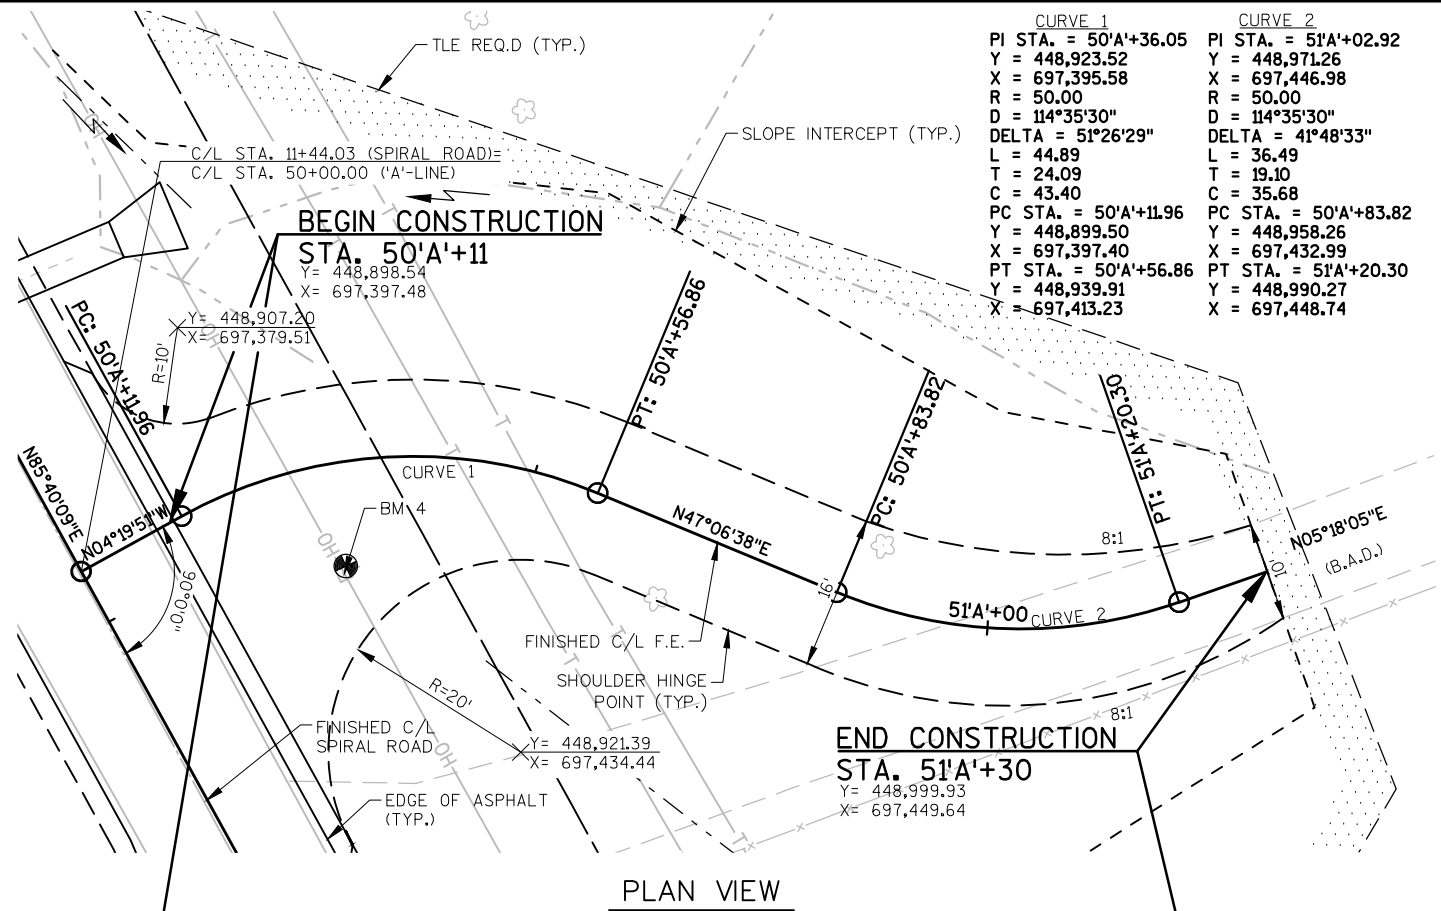 TLE REQ.D (TYP.)
SLOPE INTERCEPT (TYP.)
CURVE 1
PI STA. = 50'A'+36.05
Y = 448,923.52
X = 697,395.58
R = 50.00
D = 114°35'30"
DELTA = 51°26'29"
L = 44.89
T = 24.09
C = 43.40
PC STA. = 50'A'+11.96
Y = 448,899.50
X = 697,397.40
PT STA. = 50'A'+56.86
Y = 448,939.91
X = 697,413.23
CURVE 2
PI STA. = 51'A'+02.92
Y = 448,971.26
X = 697,446.98
R = 50.00
D = 114°35'30"
DELTA = 41°48'33"
L = 36.49
T = 19.10
C = 35.68
PC STA. = 50'A'+83.82
Y = 448,958.26
X = 697,432.99
PT STA. = 51'A'+20.30
Y = 448,990.27
X = 697,448.74
N
C/L STA. 11+44.03 (SPIRAL ROAD)=
C/L STA. 50+00.00 ('A'-LINE)
BEGIN CONSTRUCTION
STA. 50'A'+11
Y= 448,898.54
X= 697,397.48
Y= 448,907.20
X= 697,379.51
R=10'
PC: 50'A'+11.96
PT: 50'A'+56.86
PC: 50'A'+83.82
PT: 51'A'+20.30
OH
T
T
T
CURVE 1
N85°40'09"E
N04°19'51"W
BM 4
OH
N47°06'38"E
8:1
N05°18'05"E
(B.A.D.)
10'
16'
90°0'0"
51'A'+00
CURVE 2
FINISHED C/L F.E.
SHOULDER HINGE
POINT (TYP.)
R=20'
8:1
FINISHED C/L
SPIRAL ROAD
OH
Y= 448,921.39
X= 697,434.44
END CONSTRUCTION
STA. 51'A'+30
Y= 448,999.93
X= 697,449.64
EDGE OF ASPHALT
(TYP.)
T
T
PLAN VIEW